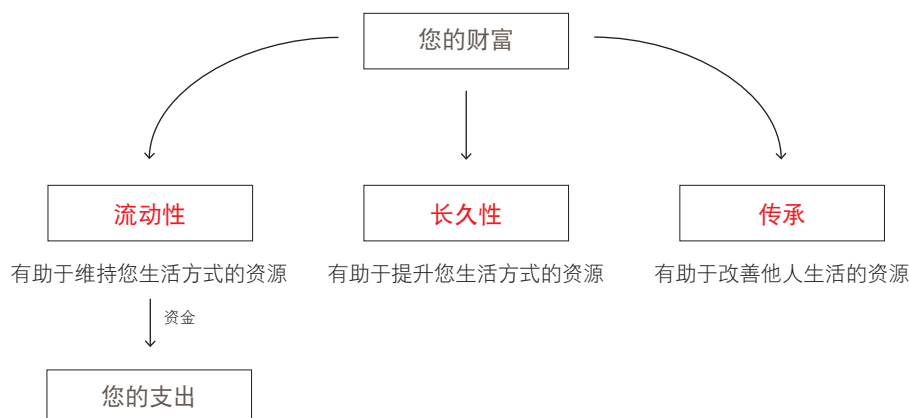 您的财富
流动性
长久性
传承
有助于维持您生活方式的资源
有助于提升您生活方式的资源
有助于改善他人生活的资源
资金
您的支出